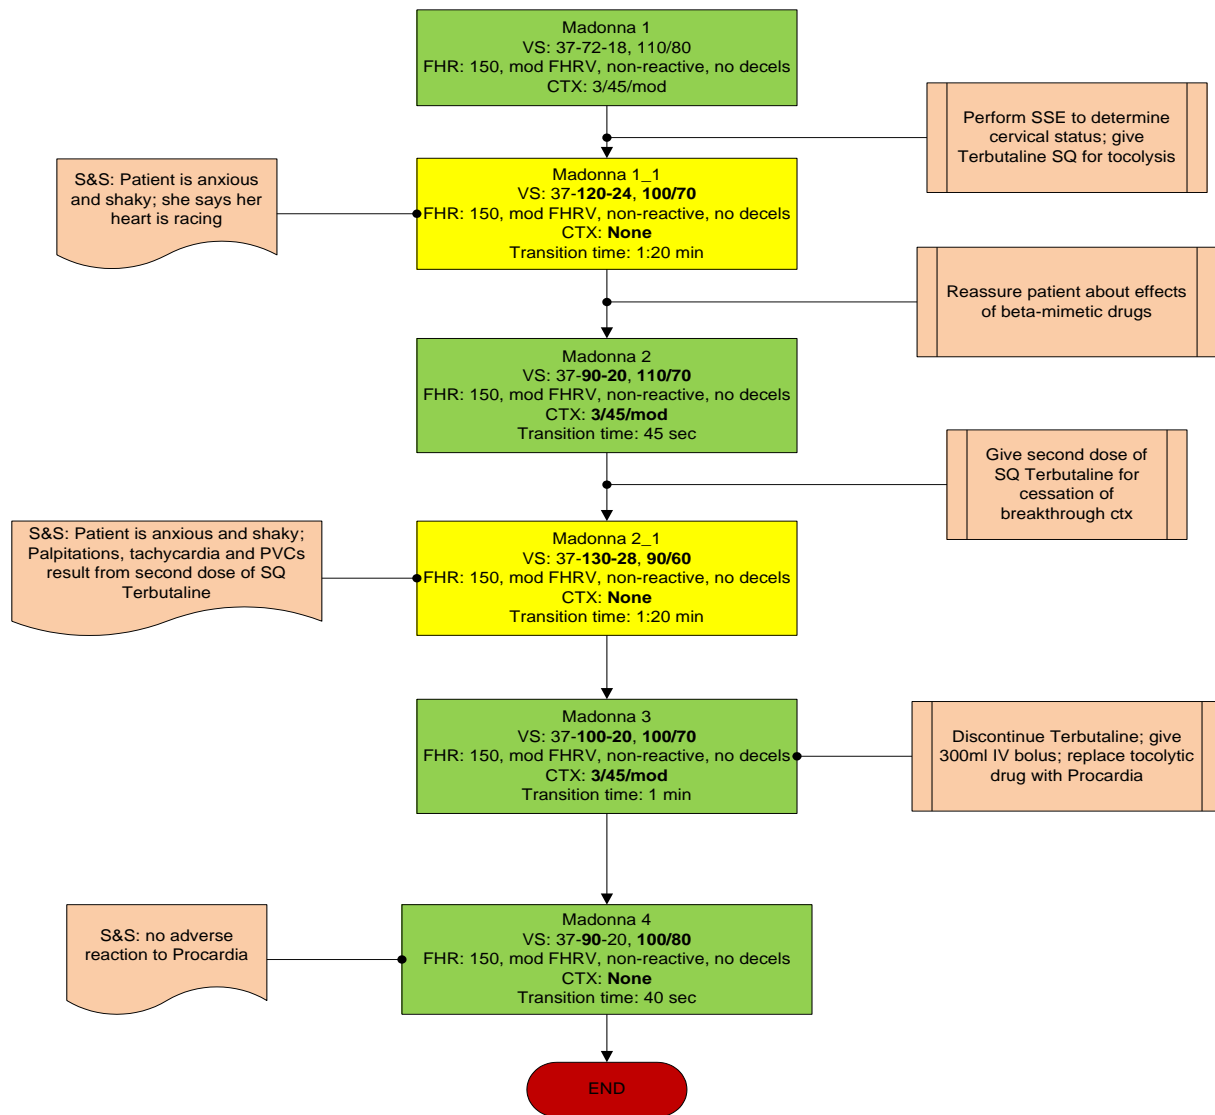 Madonna 1
VS: 37-72-18, 110/80
FHR: 150, mod FHRV, non-reactive, no decels
CTX: 3/45/mod
Perform SSE to determine
cervical status; give
Terbutaline SQ for tocolysis
S&S: Patient is anxious
and shaky; she says her
heart is racing
Madonna 1_1
VS: 37-120-24, 100/70
FHR: 150, mod FHRV, non-reactive, no decels
CTX: None
Transition time: 1:20 min
Reassure patient about effects
of beta-mimetic drugs
Madonna 2
VS: 37-90-20, 110/70
FHR: 150, mod FHRV, non-reactive, no decels
CTX: 3/45/mod
Transition time: 45 sec
Give second dose of
SQ Terbutaline for
cessation of
breakthrough ctx
S&S: Patient is anxious and shaky;
Palpitations, tachycardia and PVCs
result from second dose of SQ
Terbutaline
Madonna 2_1
VS: 37-130-28, 90/60
FHR: 150, mod FHRV, non-reactive, no decels
CTX: None
Transition time: 1:20 min
Madonna 3
VS: 37-100-20, 100/70
FHR: 150, mod FHRV, non-reactive, no decels
CTX: 3/45/mod
Transition time: 1 min
Discontinue Terbutaline; give
300ml IV bolus; replace tocolytic
drug with Procardia
S&S: no adverse
reaction to Procardia
Madonna 4
VS: 37-90-20, 100/80
FHR: 150, mod FHRV, non-reactive, no decels
CTX: None
Transition time: 40 sec
END